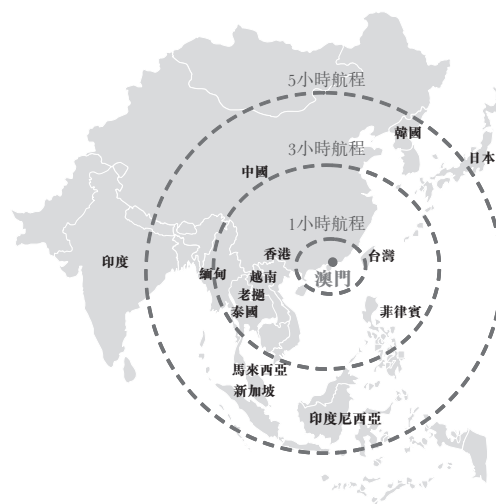 5小時航程
韓國
3小時航程
日本
中國
1小時航程
香港
台灣
印度
緬甸
越南
澳門
老撾
泰國
菲律賓
馬來西亞
新加坡
印度尼西亞